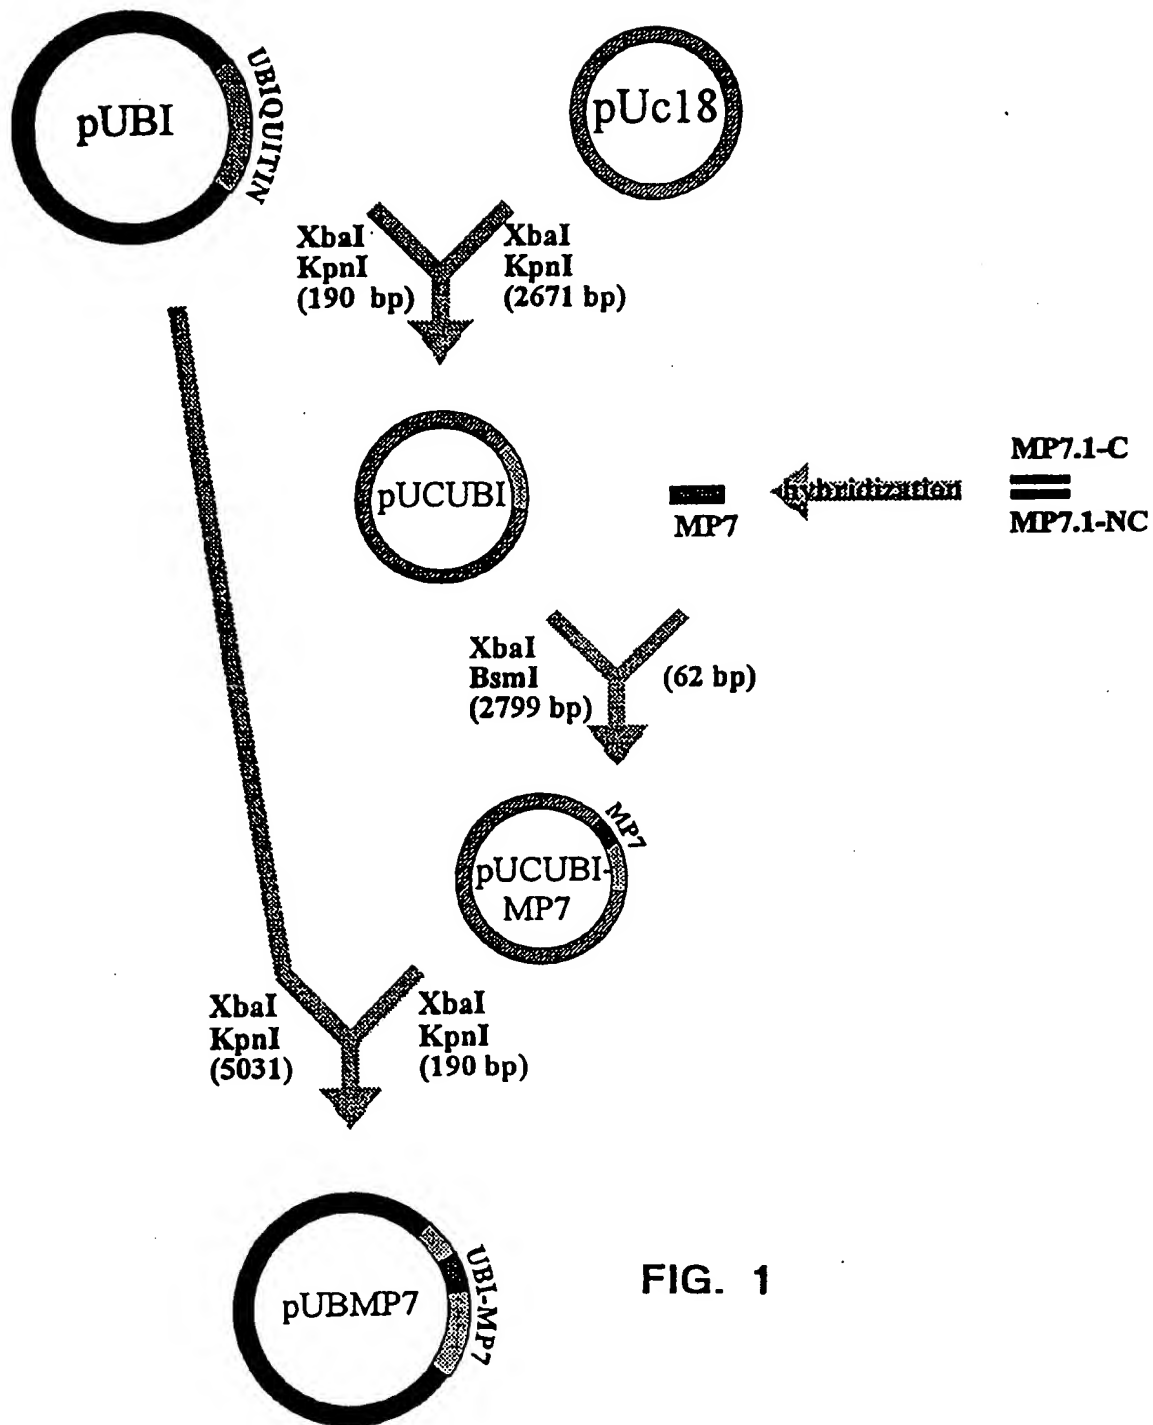 pUBI
UBIQUITIN
pUc18
XbaI
KpnI
(190 bp)
XbaI
KpnI
(2671 bp)
pUCUBI
MP7
hybridization
MP7.1-C
MP7.1-NC
XbaI
BsmI
(2799 bp)
(62 bp)
MP7
pUCUBI-
MP7
XbaI
KpnI
(5031)
XbaI
KpnI
(190 bp)
pUBMP7
UBI-MP7
FIG. 1